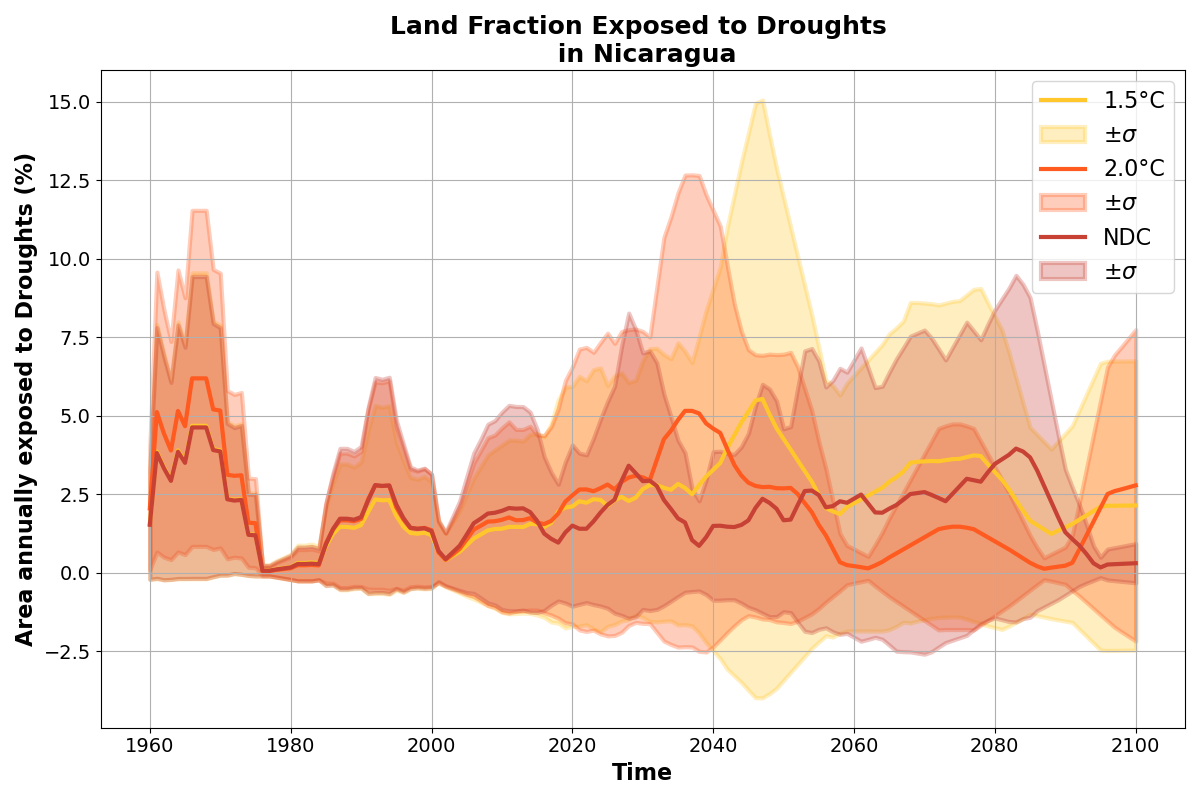 Land Fraction Exposed to Droughts
in Nicaragua
Area annually exposed to Droughts (%)
15.0
12.5
10.0
7.5
5.0
2.5
0.0
−2.5
1.5°C
±σ
2.0°C
±σ
NDC
±σ
1960 1980 2000 2020 2040 2060 2080 2100
Time